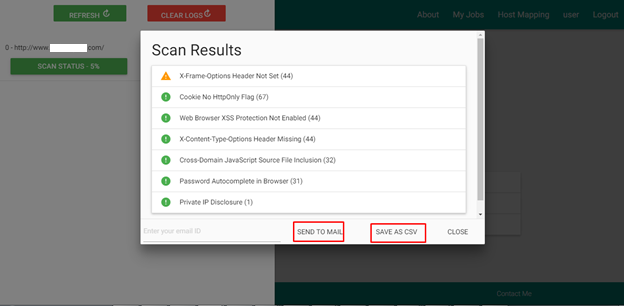 REFRESH
CLEAR LOGS
About
My Jobs
Host Mapping
user
Logout
0 - http://www. .com/
SCAN STATUS - 5%
Scan Results
X-Frame-Options Header Not Set (44)
Cookie No HttpOnly Flag (67)
Web Browser XSS Protection Not Enabled (44)
X-Content-Type-Options Header Missing (44)
Cross-Domain JavaScript Source File Inclusion (32)
Password Autocomplete in Browser (31)
Private IP Disclosure (1)
Enter your email ID
SEND TO MAIL
SAVE AS CSV
CLOSE
Contact Me